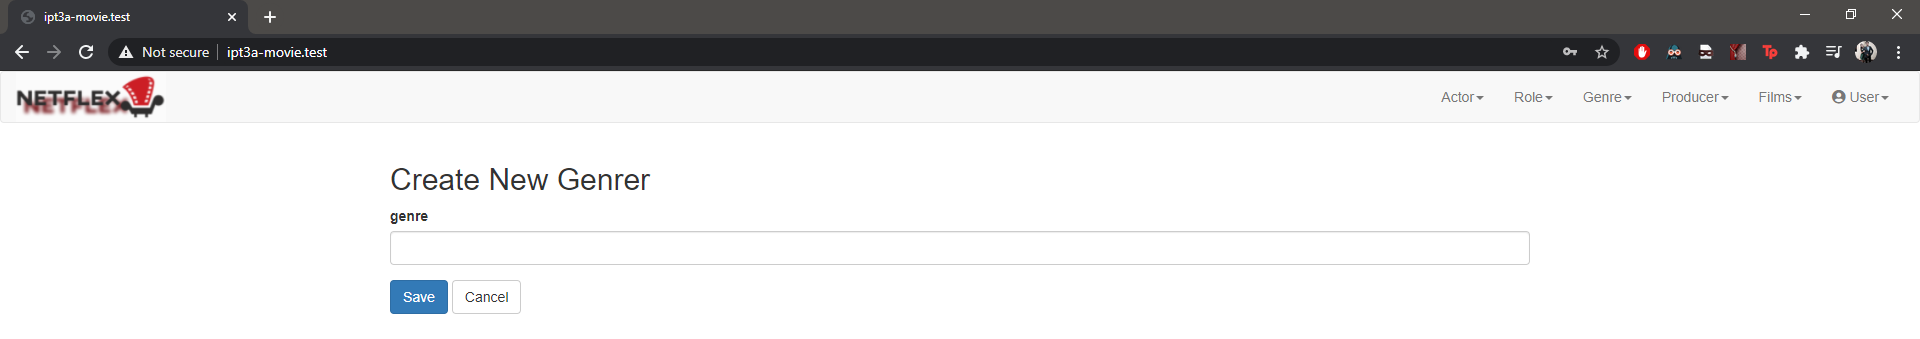 ipt3a-movie.test
Not secure ipt3a-movie.test
Tp
NETFLEX
Actor Role Genre Producer Films User
Create New Genrer
genre
Save Cancel